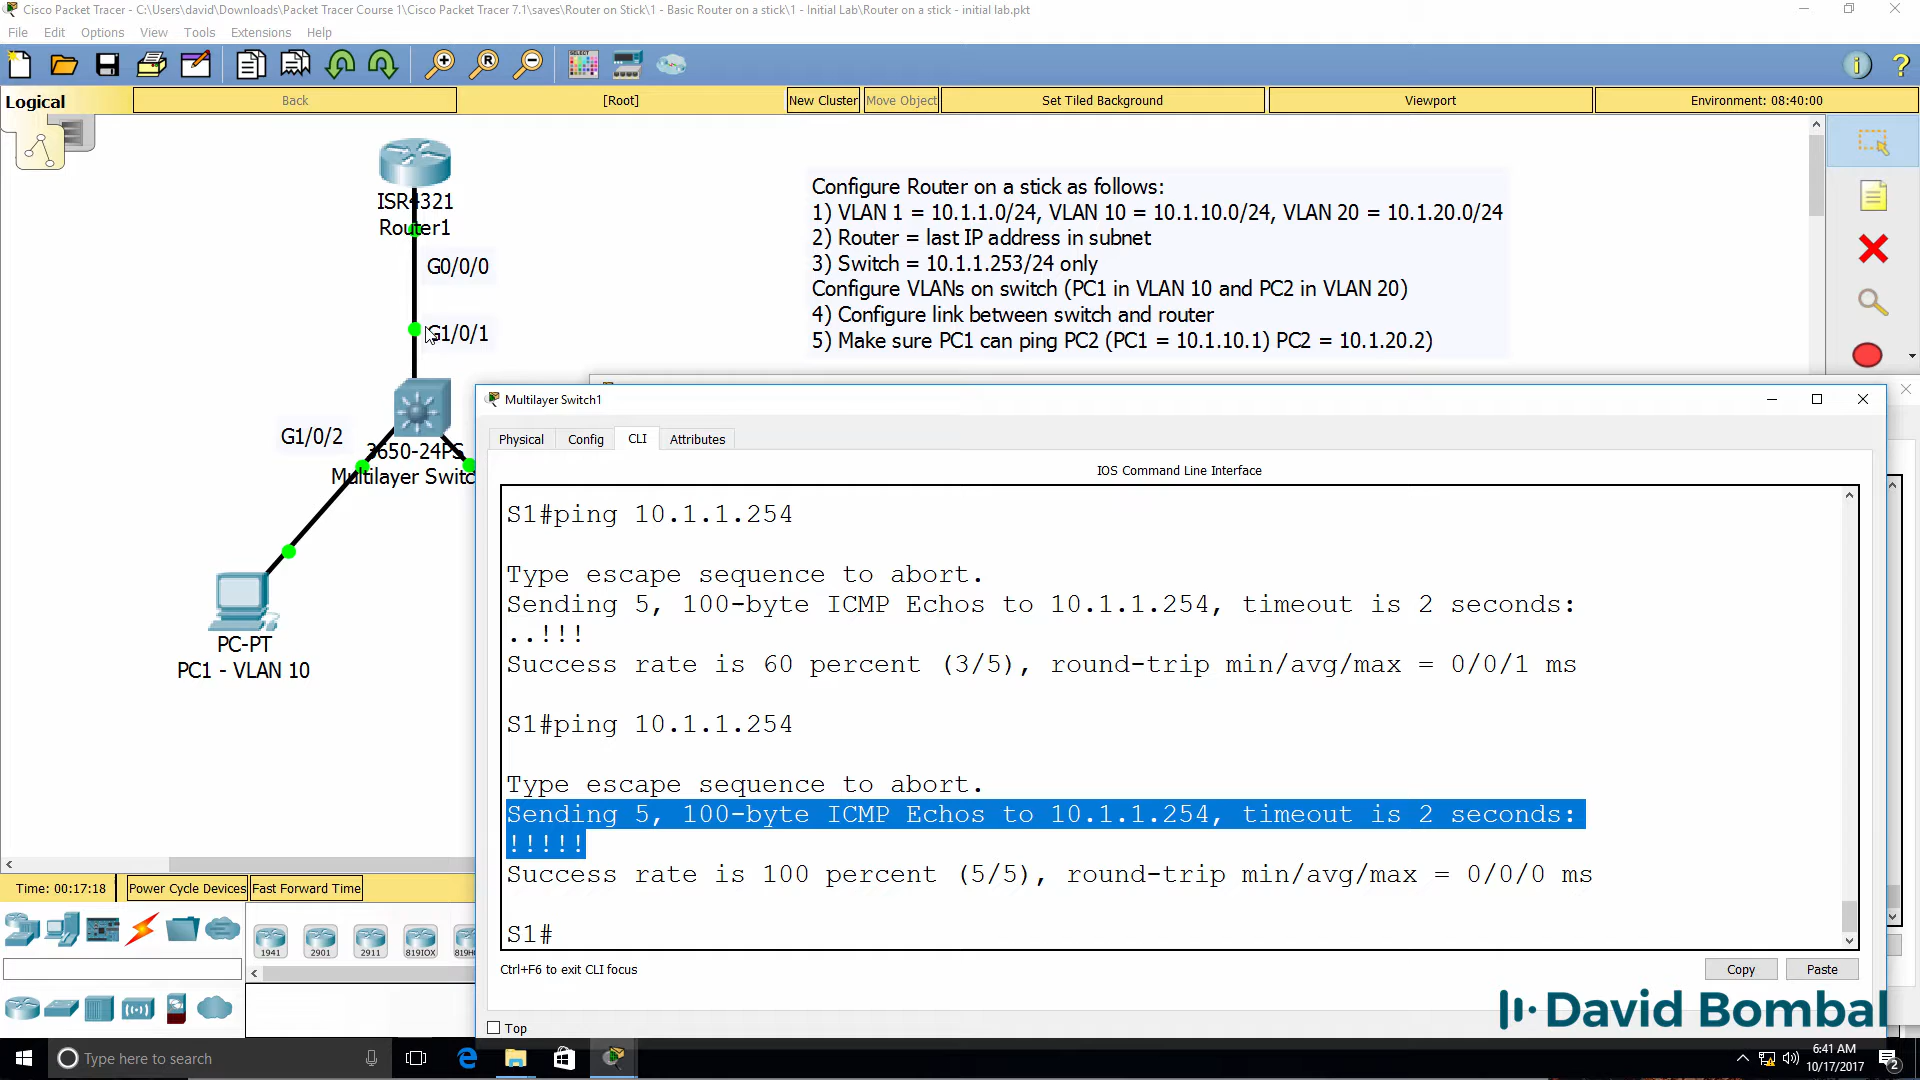 Cisco Packet Tracer - C:\Users\david\Downloads\Packet Tracer Course 1\Cisco Packet Tracer 7.1\saves\Router on Stick\1 - Basic Router on a stick\1 - Initial Lab\Router on a stick - initial lab.pkt
File Edit Options View Tools Extensions Help
Logical Back [Root] New Cluster Move Object Set Tiled Background Viewport Environment: 08:40:00
ISR4321
Router1
G0/0/0
G1/0/1
G1/0/2
3650-24PS
Multilayer Switc
PC-PT
PC1 - VLAN 10
Configure Router on a stick as follows:
1) VLAN 1 = 10.1.1.0/24, VLAN 10 = 10.1.10.0/24, VLAN 20 = 10.1.20.0/24
2) Router = last IP address in subnet
3) Switch = 10.1.1.253/24 only
Configure VLANs on switch (PC1 in VLAN 10 and PC2 in VLAN 20)
4) Configure link between switch and router
5) Make sure PC1 can ping PC2 (PC1 = 10.1.10.1) PC2 = 10.1.20.2)
Multilayer Switch1
Physical Config CLI Attributes
IOS Command Line Interface
S1#ping 10.1.1.254
Type escape sequence to abort.
Sending 5, 100-byte ICMP Echos to 10.1.1.254, timeout is 2 seconds:
..!!!
Success rate is 60 percent (3/5), round-trip min/avg/max = 0/0/1 ms
S1#ping 10.1.1.254
Type escape sequence to abort.
Sending 5, 100-byte ICMP Echos to 10.1.1.254, timeout is 2 seconds:
!!!!!
Success rate is 100 percent (5/5), round-trip min/avg/max = 0/0/0 ms
S1#
Ctrl+F6 to exit CLI focus
Copy Paste
Top
Time: 00:17:18 Power Cycle Devices Fast Forward Time
1941 2901 2911 819IOX
David Bombal
Type here to search
6:41 AM
10/17/2017
2